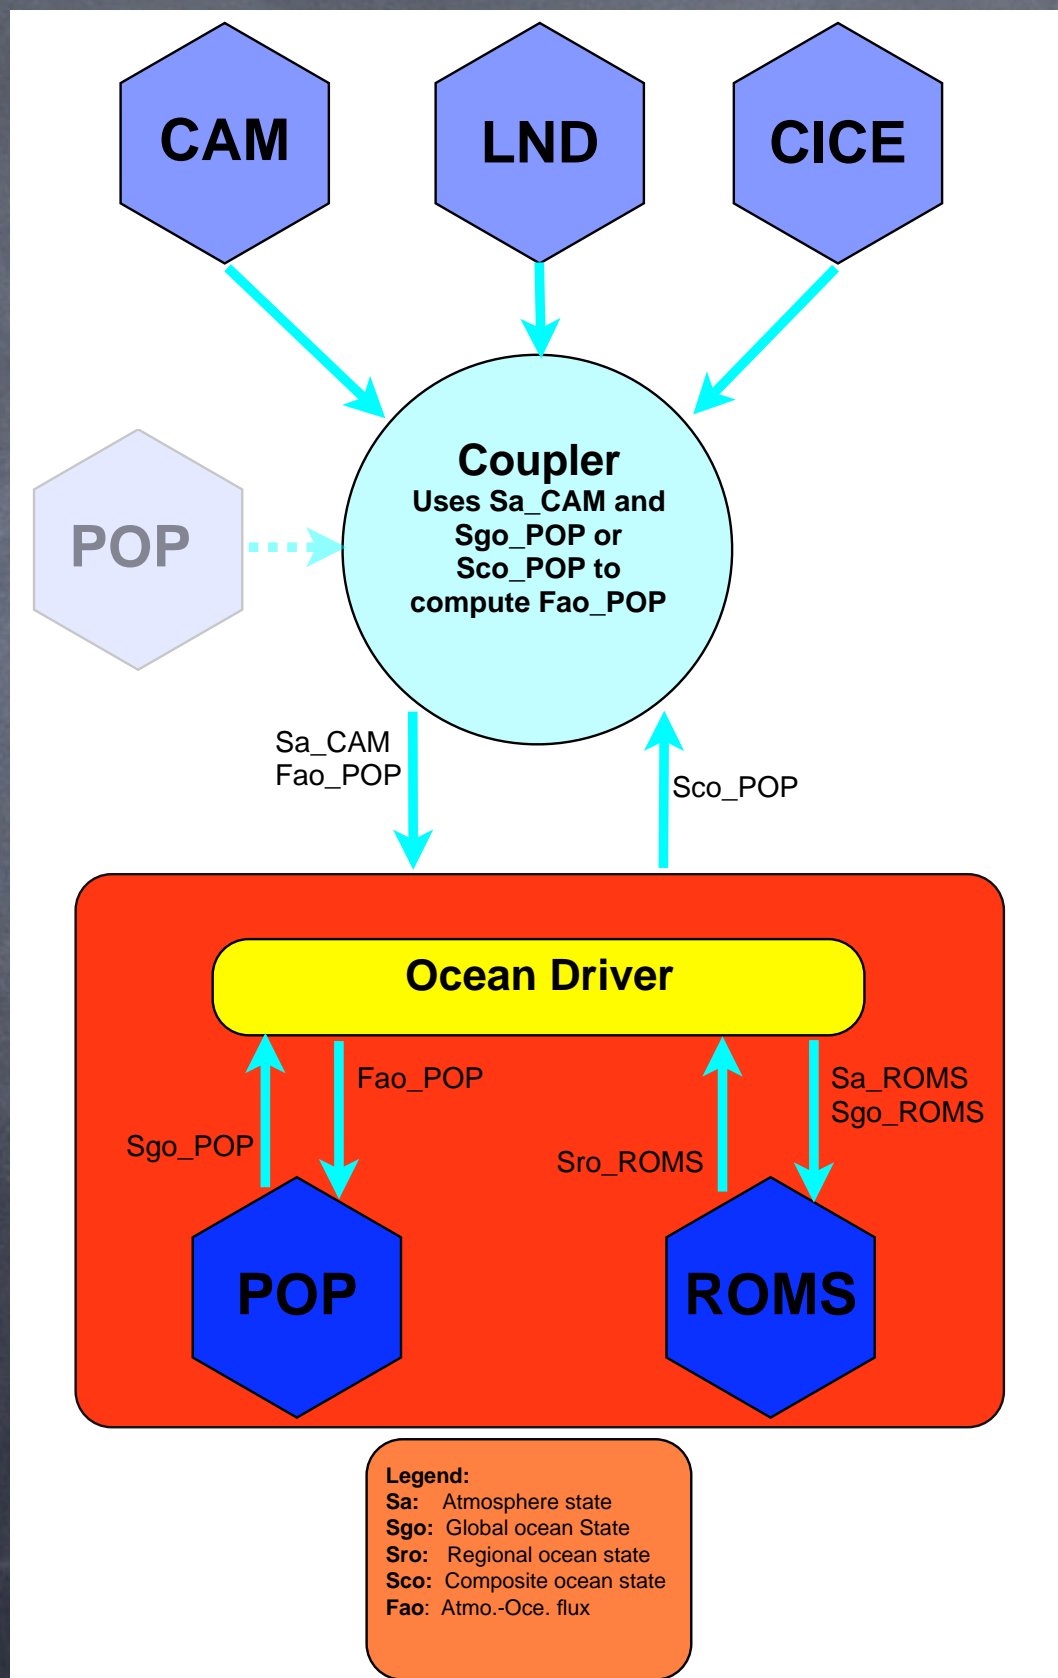 CAM
LND
CICE
Coupler
Uses Sa_CAM and
Sgo_POP or
Sco_POP to
compute Fao_POP
POP
Sa_CAM
Fao_POP
Sco_POP
Ocean Driver
Fao_POP
Sgo_POP
Sa_ROMS
Sgo_ROMS
Sro_ROMS
POP
ROMS
Legend:
Sa: Atmosphere state
Sgo: Global ocean State
Sro: Regional ocean state
Sco: Composite ocean state
Fao: Atmo.-Oce. flux